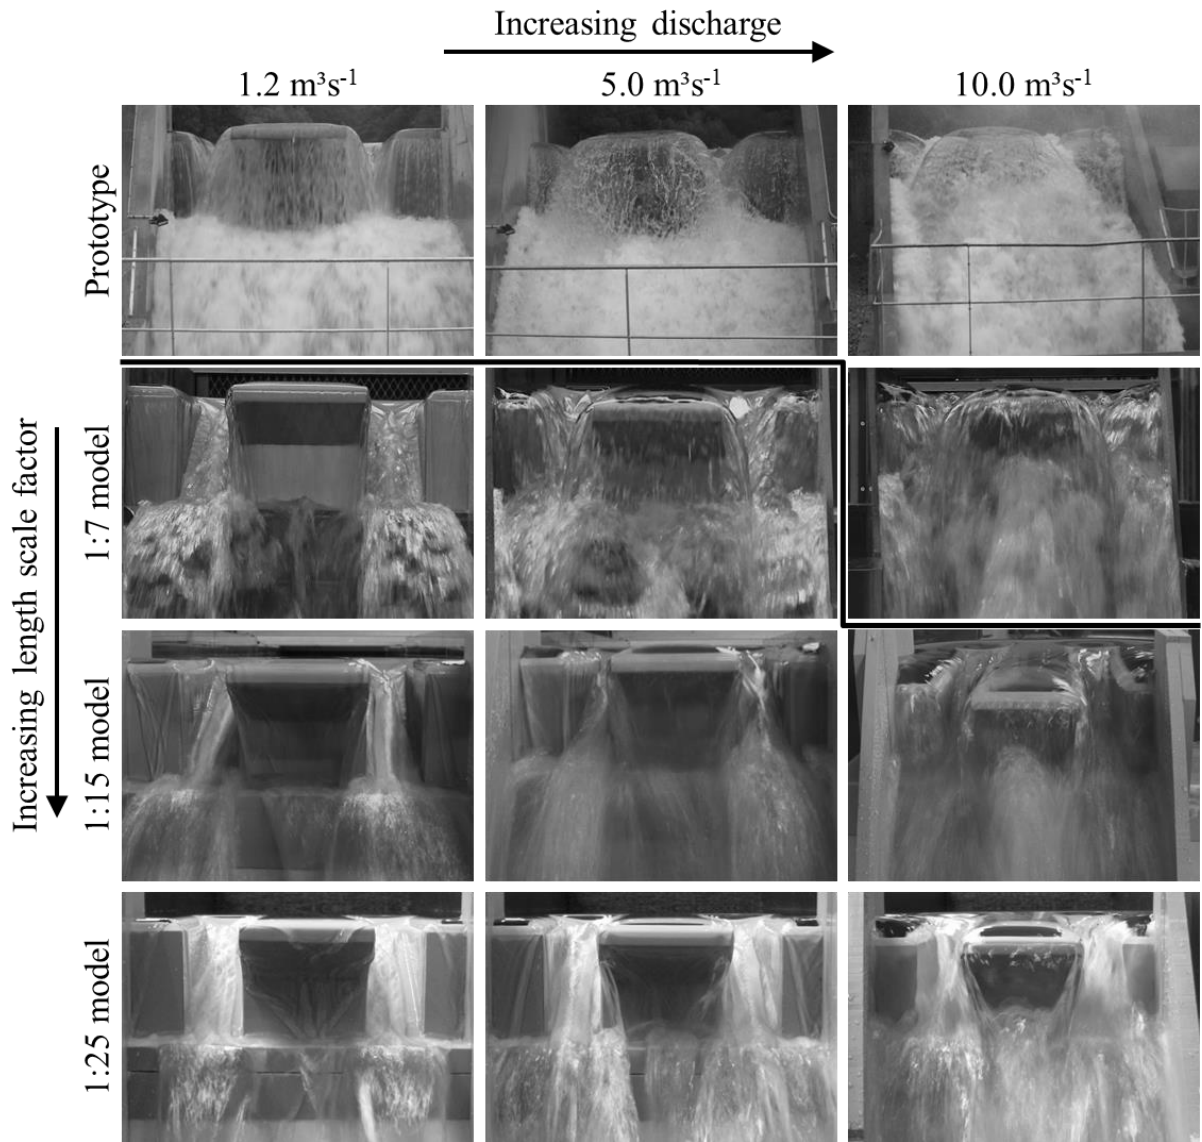 Increasing discharge
1.2 m³s⁻¹
5.0 m³s⁻¹
10.0 m³s⁻¹
Prototype
Increasing length scale factor
1:7 model
1:15 model
1:25 model